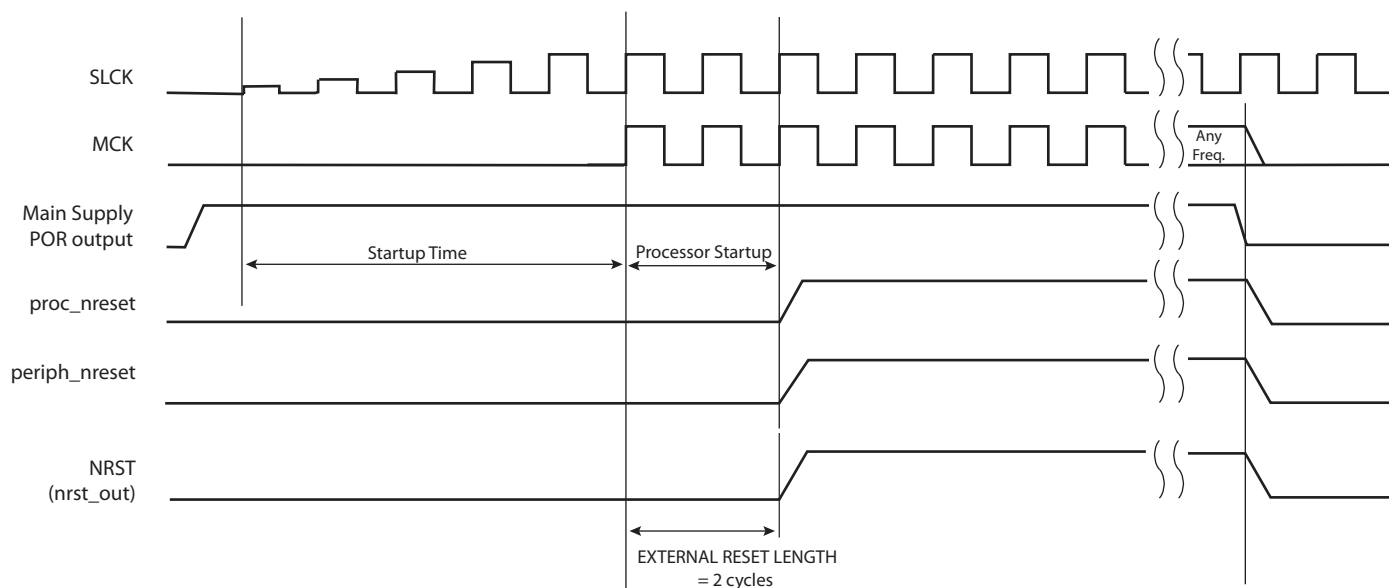 SLCK
MCK
Any
Freq.
Main Supply
POR output
Startup Time
Processor Startup
proc_nreset
periph_nreset
NRST
(nrst_out)
EXTERNAL RESET LENGTH
= 2 cycles